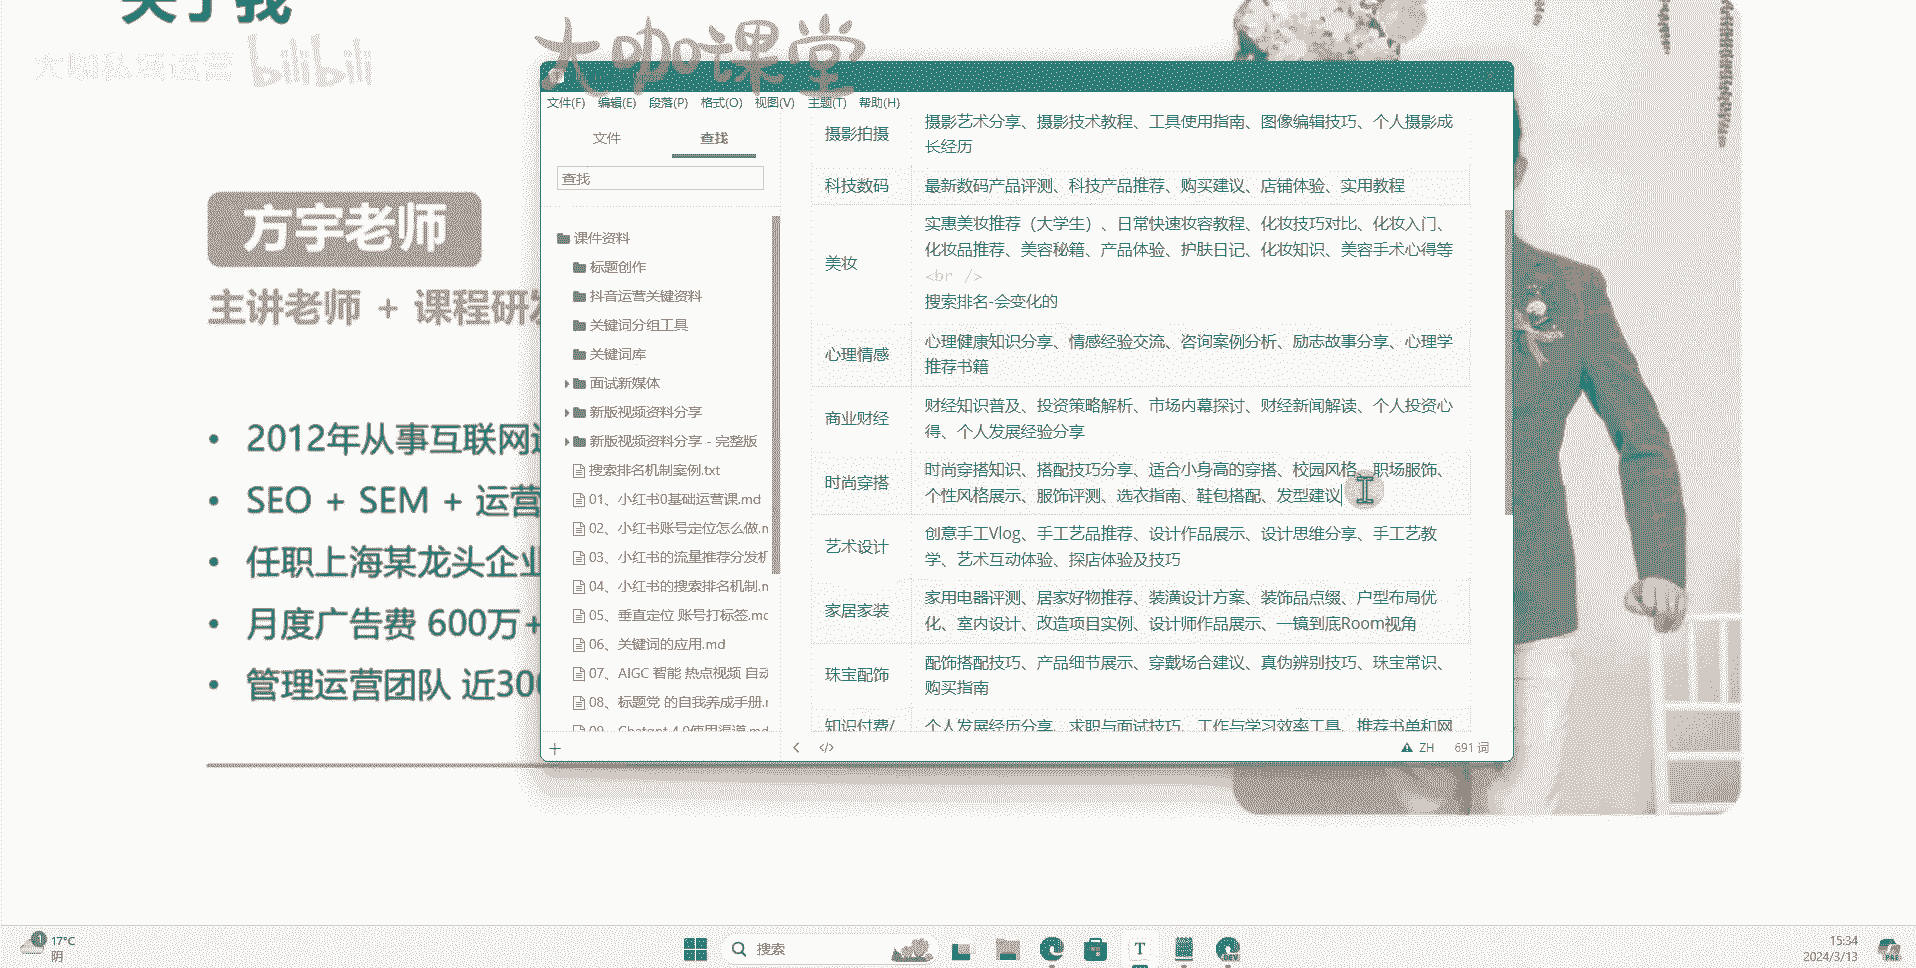 关于我
大咖私域运营 bilibili
大咖课堂
方宇老师
主讲老师 + 课程研发
2012年从事互联网
SEO + SEM + 运营
任职上海某龙头企业
月度广告费 600万+
管理运营团队 近300
文件(F) 编辑(E) 段落(P) 格式(O) 视图(V) 主题(T) 帮助(H)
文件 查找
查找
课件资料
标题创作
抖音运营关键资料
关键词分组工具
关键词库
面试新媒体
新版视频资料分享
新版视频资料分享 - 完整版
搜索排名机制案例.txt
01、小红书0基础运营课.md
02、小红书账号定位怎么做.m
03、小红书的流量推荐分发机
04、小红书的搜索排名机制.m
05、垂直定位 账号打标签.mc
06、关键词的应用.md
07、AIGC 智能 热点视频 自动
08、标题党 的自我养成手册.m
09、Chatgpt 4.0使用渠道.md
摄影拍摄
摄影艺术分享、摄影技术教程、工具使用指南、图像编辑技巧、个人摄影成
长经历
科技数码
最新数码产品评测、科技产品推荐、购买建议、店铺体验、实用教程
美妆
实惠美妆推荐（大学生）、日常快速妆容教程、化妆技巧对比、化妆入门、
化妆品推荐、美容秘籍、产品体验、护肤日记、化妆知识、美容手术心得等
<br />
搜索排名-会变化的
心理情感
心理健康知识分享、情感经验交流、咨询案例分析、励志故事分享、心理学
推荐书籍
商业财经
财经知识普及、投资策略解析、市场内幕探讨、财经新闻解读、个人投资心
得、个人发展经验分享
时尚穿搭
时尚穿搭知识、搭配技巧分享、适合小身高的穿搭、校园风格、职场服饰、
个性风格展示、服饰评测、选衣指南、鞋包搭配、发型建议
艺术设计
创意手工Vlog、手工艺品推荐、设计作品展示、设计思维分享、手工艺教
学、艺术互动体验、探店体验及技巧
家居家装
家用电器评测、居家好物推荐、装潢设计方案、装饰品点缀、户型布局优
化、室内设计、改造项目实例、设计师作品展示、一镜到底Room视角
珠宝配饰
配饰搭配技巧、产品细节展示、穿戴场合建议、真伪辨别技巧、珠宝常识、
购买指南
知识付费/
个人发展经历分享、求职与面试技巧、工作与学习效率工具、推荐书单和网
ZH 691 词
17°C
阴
搜索
15:34
2024/3/13